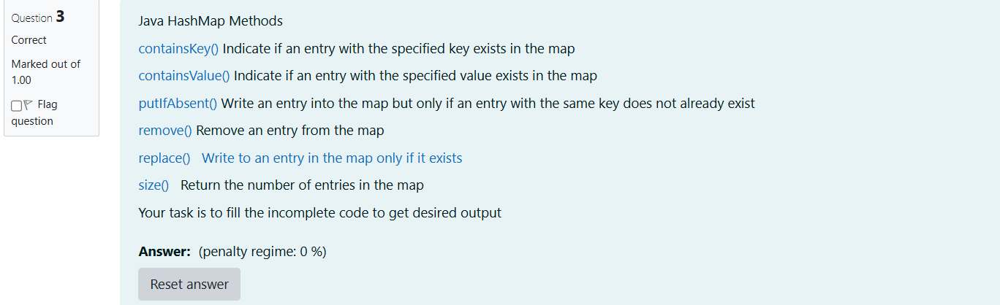 Question 3
Correct
Marked out of
1.00
Flag
question
Java HashMap Methods
containsKey() Indicate if an entry with the specified key exists in the map
containsValue() Indicate if an entry with the specified value exists in the map
putIfAbsent() Write an entry into the map but only if an entry with the same key does not already exist
remove() Remove an entry from the map
replace() Write to an entry in the map only if it exists
size() Return the number of entries in the map
Your task is to fill the incomplete code to get desired output
Answer: (penalty regime: 0 %)
Reset answer